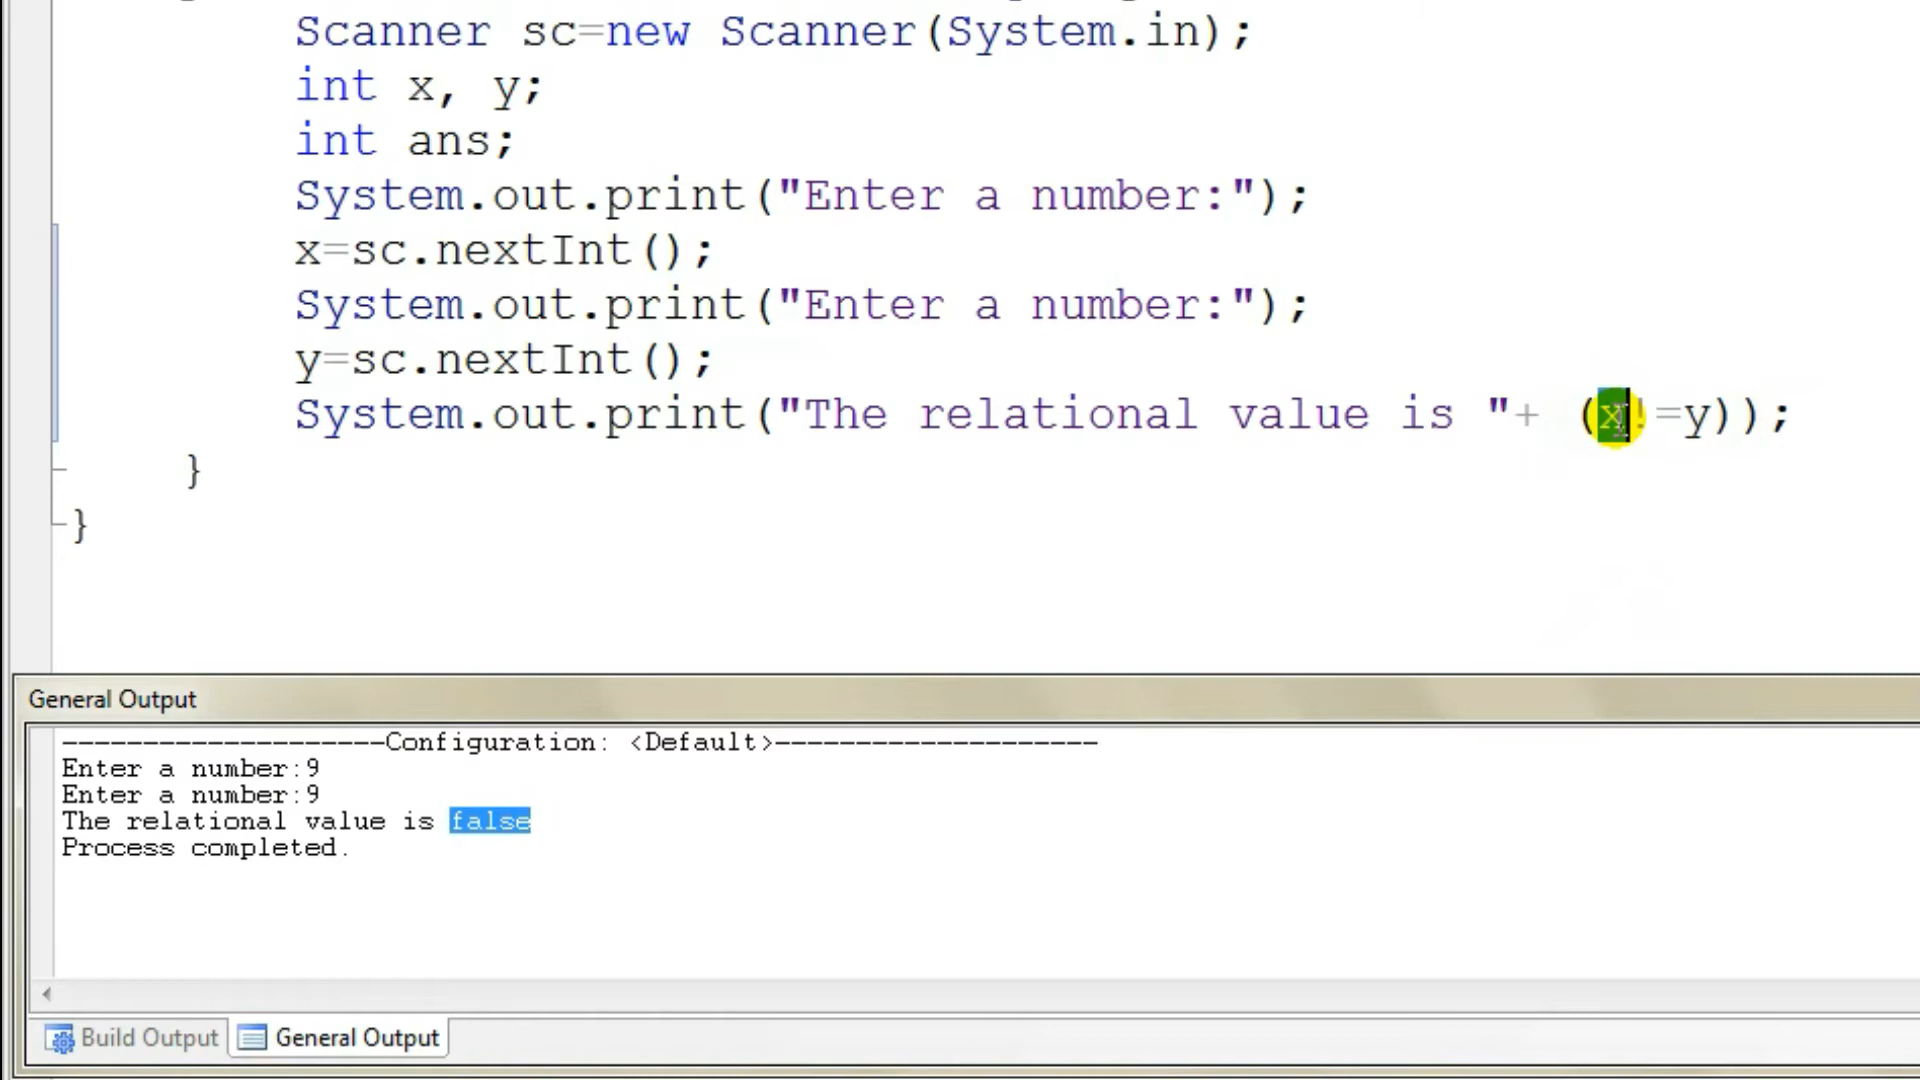 Scanner sc=new Scanner(System.in);
int x, y;
int ans;
System.out.print("Enter a number:");
x=sc.nextInt();
System.out.print("Enter a number:");
y=sc.nextInt();
System.out.print("The relational value is "+ (x!=y));
}
}
General Output
--------------------Configuration: <Default>--------------------
Enter a number:9
Enter a number:9
The relational value is false
Process completed.
Build Output General Output